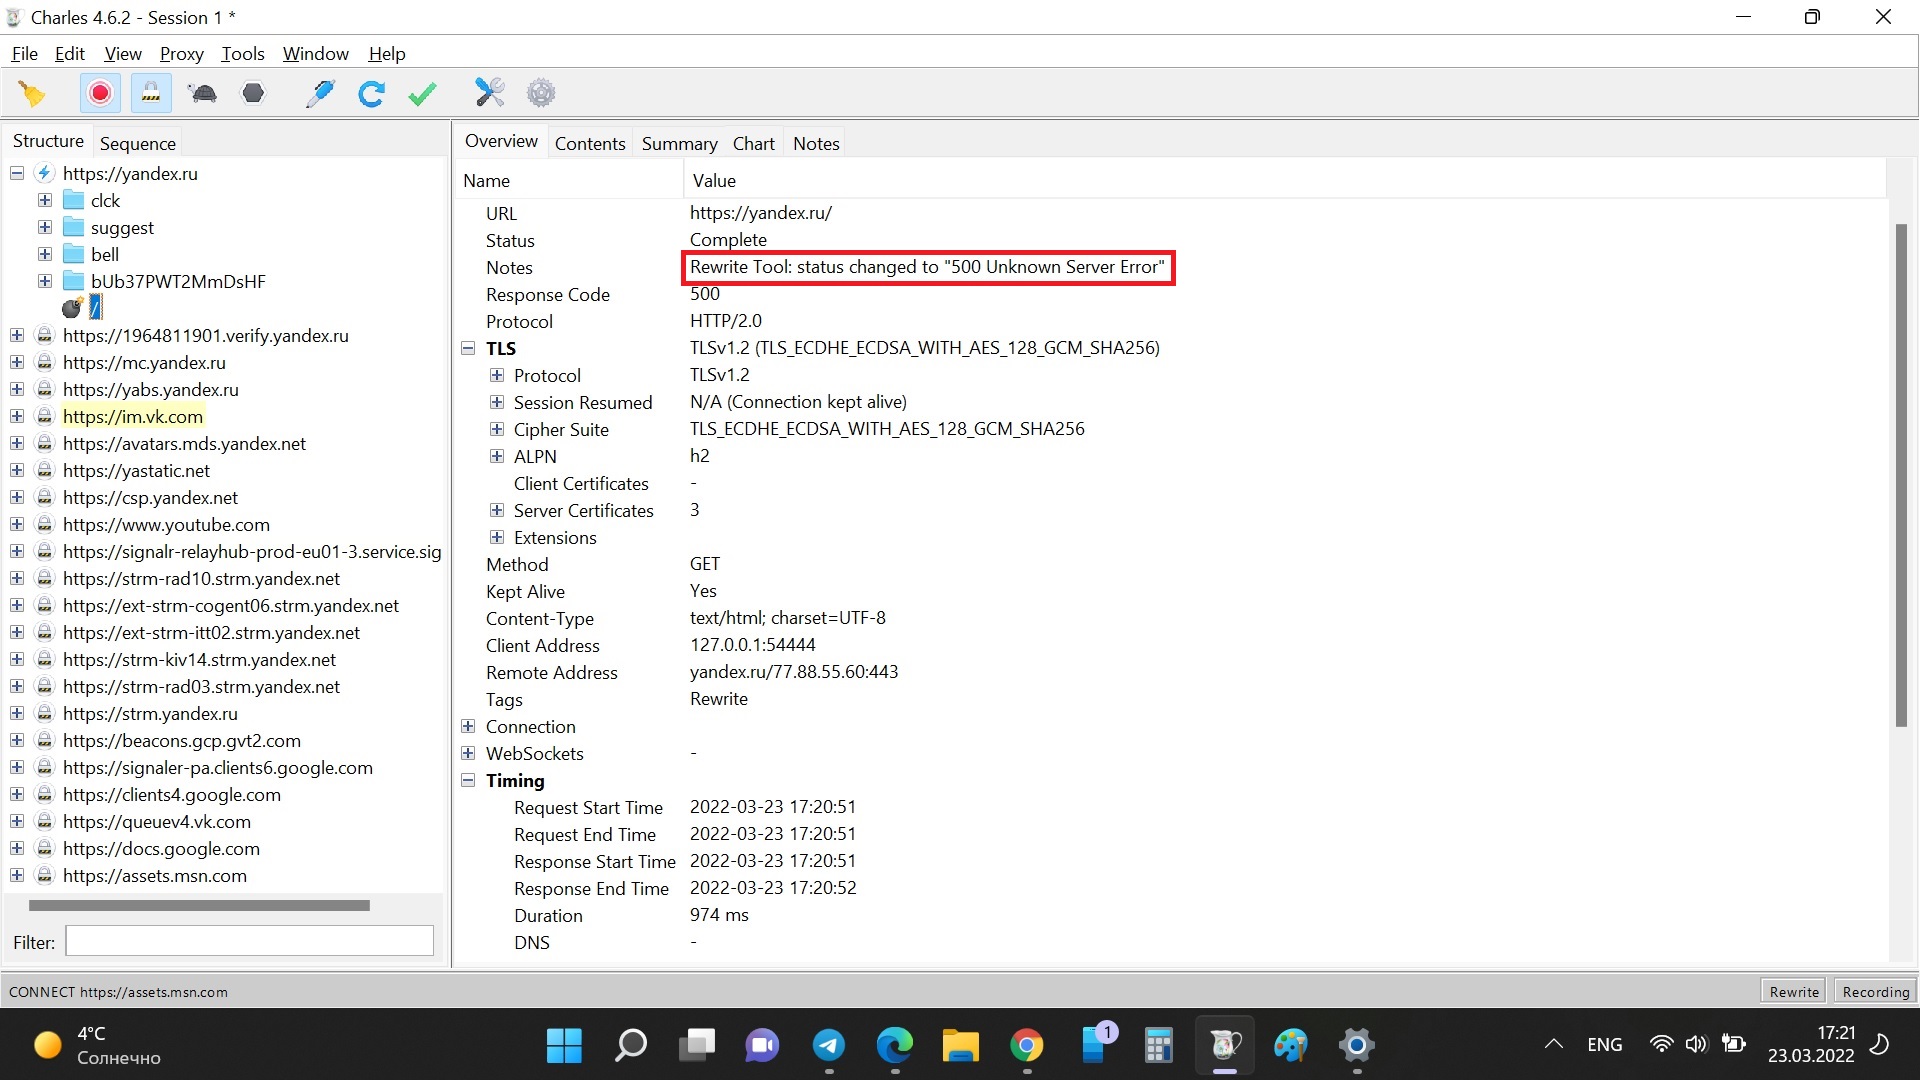 Charles 4.6.2 - Session 1 *
File Edit View Proxy Tools Window Help
Structure Sequence
https://yandex.ru
clck
suggest
bell
bUb37PWT2MmDsHF
/
https://1964811901.verify.yandex.ru
https://mc.yandex.ru
https://yabs.yandex.ru
https://im.vk.com
https://avatars.mds.yandex.net
https://yastatic.net
https://csp.yandex.net
https://www.youtube.com
https://signalr-relayhub-prod-eu01-3.service.sig
https://strm-rad10.strm.yandex.net
https://ext-strm-cogent06.strm.yandex.net
https://ext-strm-itt02.strm.yandex.net
https://strm-kiv14.strm.yandex.net
https://strm-rad03.strm.yandex.net
https://strm.yandex.ru
https://beacons.gcp.gvt2.com
https://signaler-pa.clients6.google.com
https://clients4.google.com
https://queuev4.vk.com
https://docs.google.com
https://assets.msn.com
Filter:
Overview Contents Summary Chart Notes
Name Value
URL https://yandex.ru/
Status Complete
Notes Rewrite Tool: status changed to "500 Unknown Server Error"
Response Code 500
Protocol HTTP/2.0
TLS TLSv1.2 (TLS_ECDHE_ECDSA_WITH_AES_128_GCM_SHA256)
Protocol TLSv1.2
Session Resumed N/A (Connection kept alive)
Cipher Suite TLS_ECDHE_ECDSA_WITH_AES_128_GCM_SHA256
ALPN h2
Client Certificates -
Server Certificates 3
Extensions
Method GET
Kept Alive Yes
Content-Type text/html; charset=UTF-8
Client Address 127.0.0.1:54444
Remote Address yandex.ru/77.88.55.60:443
Tags Rewrite
Connection
WebSockets -
Timing
Request Start Time 2022-03-23 17:20:51
Request End Time 2022-03-23 17:20:51
Response Start Time 2022-03-23 17:20:51
Response End Time 2022-03-23 17:20:52
Duration 974 ms
DNS -
CONNECT https://assets.msn.com
Rewrite Recording
4°C
Солнечно
1
ENG
17:21
23.03.2022